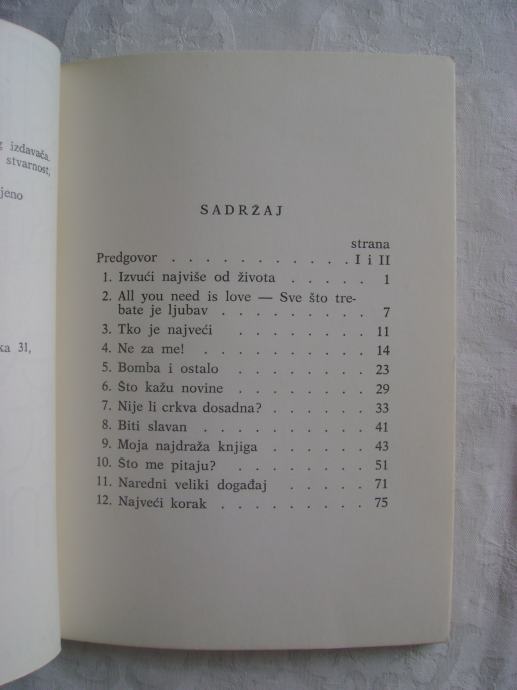 g izdavača.
stvarnost,
jeno
ka 31,
SADRŽAJ
strana
Predgovor . . . . . . . . . . . I i II
1. Izvući najviše od života . . . . . 1
2. All you need is love — Sve što tre-
bate je ljubav . . . . . . . . . 7
3. Tko je najveći . . . . . . . . 11
4. Ne za me! . . . . . . . . . . 14
5. Bomba i ostalo . . . . . . . . 23
6. Što kažu novine . . . . . . . . 29
7. Nije li crkva dosadna? . . . . . . 33
8. Biti slavan . . . . . . . . . . 41
9. Moja najdraža knjiga . . . . . . 43
10. Što me pitaju? . . . . . . . . 51
11. Naredni veliki događaj . . . . . . 71
12. Najveći korak . . . . . . . . . 75